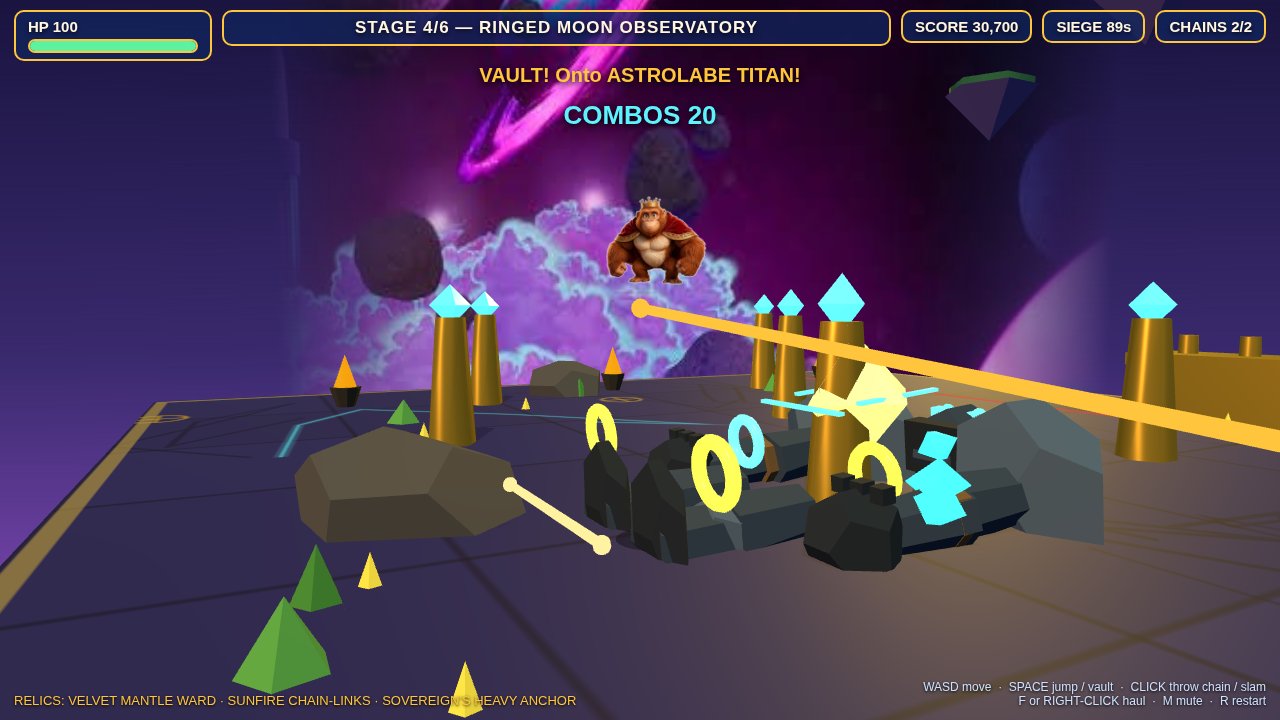 HP 100
STAGE 4/6 — RINGED MOON OBSERVATORY
SCORE 30,700
SIEGE 89s
CHAINS 2/2
VAULT! Onto ASTROLABE TITAN!
COMBOS 20
RELICS: VELVET MANTLE WARD · SUNFIRE CHAIN-LINKS · SOVEREIGN'S HEAVY ANCHOR
WASD move · SPACE jump / vault · CLICK throw chain / slam
F or RIGHT-CLICK haul · M mute · R restart